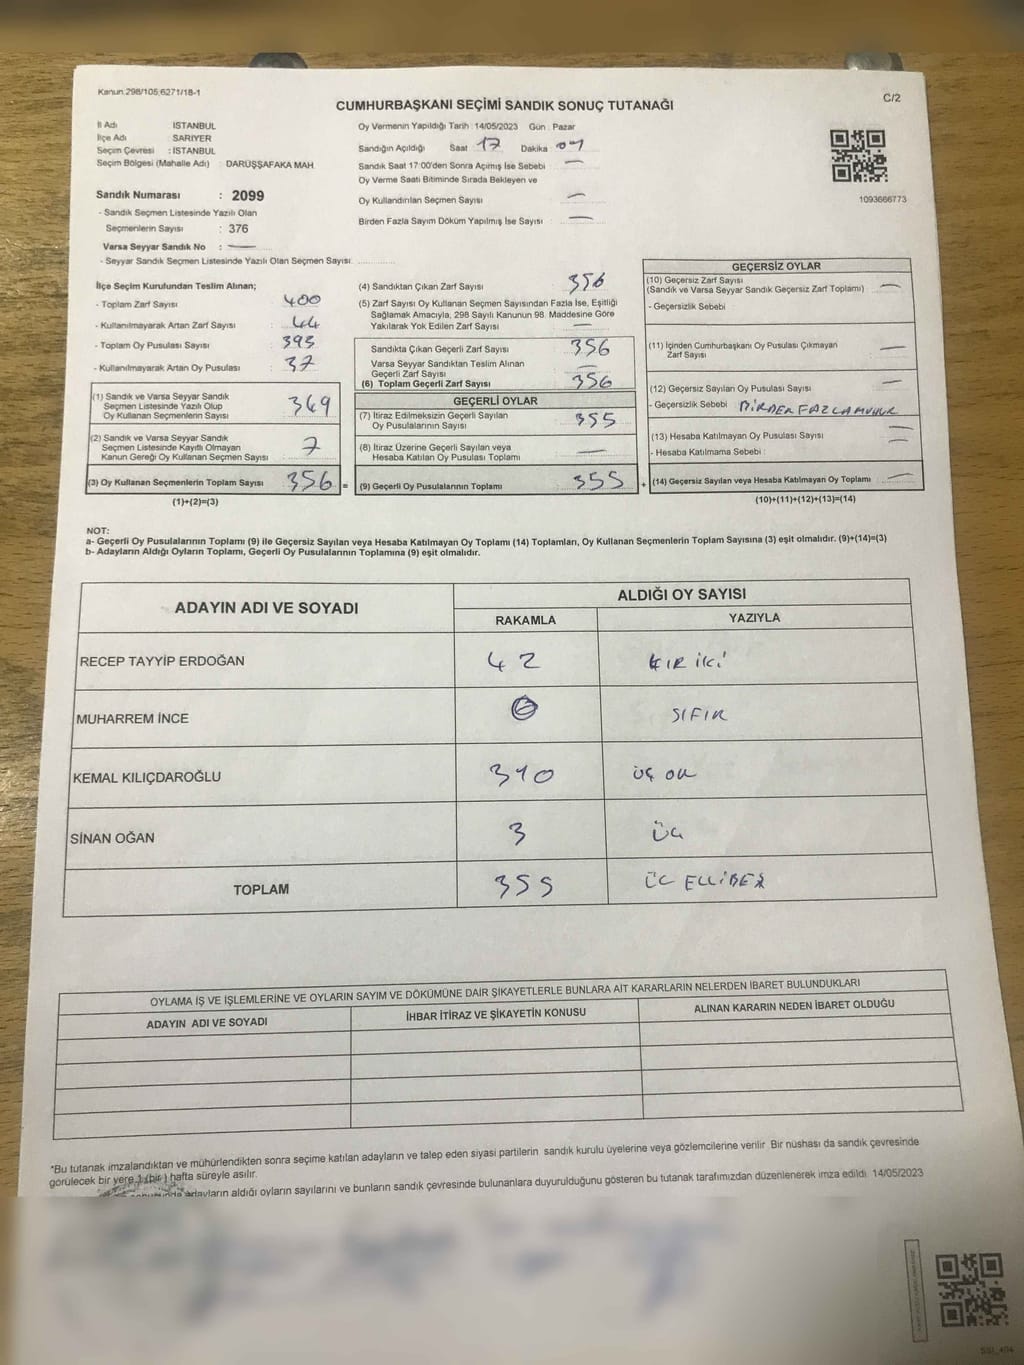 Kanun:298/105;6271/18-1
CUMHURBAŞKANI SEÇİMİ SANDIK SONUÇ TUTANAĞI
C/2
İl Adı İSTANBUL
İlçe Adı SARIYER
Seçim Çevresi : İSTANBUL
Seçim Bölgesi (Mahalle Adı) : DARÜŞŞAFAKA MAH.
Sandık Numarası : 2099
- Sandık Seçmen Listesinde Yazılı Olan
Seçmenlerin Sayısı : 376
Varsa Seyyar Sandık No : —
- Seyyar Sandık Seçmen Listesinde Yazılı Olan Seçmen Sayısı:
Oy Vermenin Yapıldığı Tarih : 14/05/2023 Gün : Pazar
Sandığın Açıldığı Saat 17 Dakika
Sandık Saat 17:00'den Sonra Açımış İse Sebebi —
Oy Verme Saati Bitiminde Sırada Bekleyen ve
Oy Kullandırılan Seçmen Sayısı —
Birden Fazla Sayım Döküm Yapılmış İse Sayısı —
1093666773
İlçe Seçim Kurulundan Teslim Alınan;
- Toplam Zarf Sayısı 400
- Kullanılmayarak Artan Zarf Sayısı : 44
- Toplam Oy Pusulası Sayısı : 393
- Kullanılmayarak Artan Oy Pusulası : 37
(1) Sandık ve Varsa Seyyar Sandık
Seçmen Listesinde Yazılı Olup
Oy Kullanan Seçmenlerin Sayısı 349
(2) Sandık ve Varsa Seyyar Sandık
Seçmen Listesinde Kayıtlı Olmayan
Kanun Gereği Oy Kullanan Seçmen Sayısı 7
(3) Oy Kullanan Seçmenlerin Toplam Sayısı 356 =
(1)+(2)=(3)
(4) Sandıktan Çıkan Zarf Sayısı 356
(5) Zarf Sayısı Oy Kullanan Seçmen Sayısından Fazla İse, Eşitliği
Sağlamak Amacıyla, 298 Sayılı Kanunun 98. Maddesine Göre
Yakılarak Yok Edilen Zarf Sayısı —
Sandıkta Çıkan Geçerli Zarf Sayısı 356
Varsa Seyyar Sandıktan Teslim Alınan
Geçerli Zarf Sayısı —
(6) Toplam Geçerli Zarf Sayısı 356
GEÇERLİ OYLAR
(7) İtiraz Edilmeksizin Geçerli Sayılan
Oy Pusulalarının Sayısı 355
(8) İtiraz Üzerine Geçerli Sayılan veya
Hesaba Katılan Oy Pusulası Toplamı —
(9) Geçerli Oy Pusulalarının Toplamı 355 +
GEÇERSİZ OYLAR
(10) Geçersiz Zarf Sayısı
(Sandık ve Varsa Seyyar Sandık Geçersiz Zarf Toplamı) —
- Geçersizlik Sebebi
(11) İçinden Cumhurbaşkanı Oy Pusulası Çıkmayan
Zarf Sayısı —
(12) Geçersiz Sayılan Oy Pusulası Sayısı —
- Geçersizlik Sebebi BİRDEN FAZLA MUHUR
(13) Hesaba Katılmayan Oy Pusulası Sayısı —
- Hesaba Katılmama Sebebi : —
(14) Geçersiz Sayılan veya Hesaba Katılmayan Oy Toplamı —
(10)+(11)+(12)+(13)=(14)
NOT:
a- Geçerli Oy Pusulalarının Toplamı (9) ile Geçersiz Sayılan veya Hesaba Katılmayan Oy Toplamı (14) Toplamları, Oy Kullanan Seçmenlerin Toplam Sayısına (3) eşit olmalıdır. (9)+(14)=(3)
b- Adayların Aldığı Oyların Toplamı, Geçerli Oy Pusulalarının Toplamına (9) eşit olmalıdır.
ADAYIN ADI VE SOYADI
ALDIĞI OY SAYISI
RAKAMLA YAZIYLA
RECEP TAYYİP ERDOĞAN 42 KIR İKİ
MUHARREM İNCE 0 SIFIR
KEMAL KILIÇDAROĞLU 310 ÜÇ ON
SİNAN OĞAN 3 ÜÇ
TOPLAM 355 ÜÇ ELLİBEŞ
OYLAMA İŞ VE İŞLEMLERİNE VE OYLARIN SAYIM VE DÖKÜMÜNE DAİR ŞİKAYETLERLE BUNLARA AİT KARARLARIN NELERDEN İBARET BULUNDUKLARI
ADAYIN ADI VE SOYADI İHBAR İTİRAZ VE ŞİKAYETİN KONUSU ALINAN KARARIN NEDEN İBARET OLDUĞU
*Bu tutanak imzalandıktan ve mühürlendikten sonra seçime katılan adayların ve talep eden siyasi partilerin sandık kurulu üyelerine veya gözlemcilerine verilir. Bir nüshası da sandık çevresinde
görülecek bir yere 1 (bir) hafta süreyle asılır.
adayların aldığı oyların sayılarını ve bunların sandık çevresinde bulunanlara duyurulduğunu gösteren bu tutanak tarafımızdan düzenlenerek imza edildi. 14/05/2023